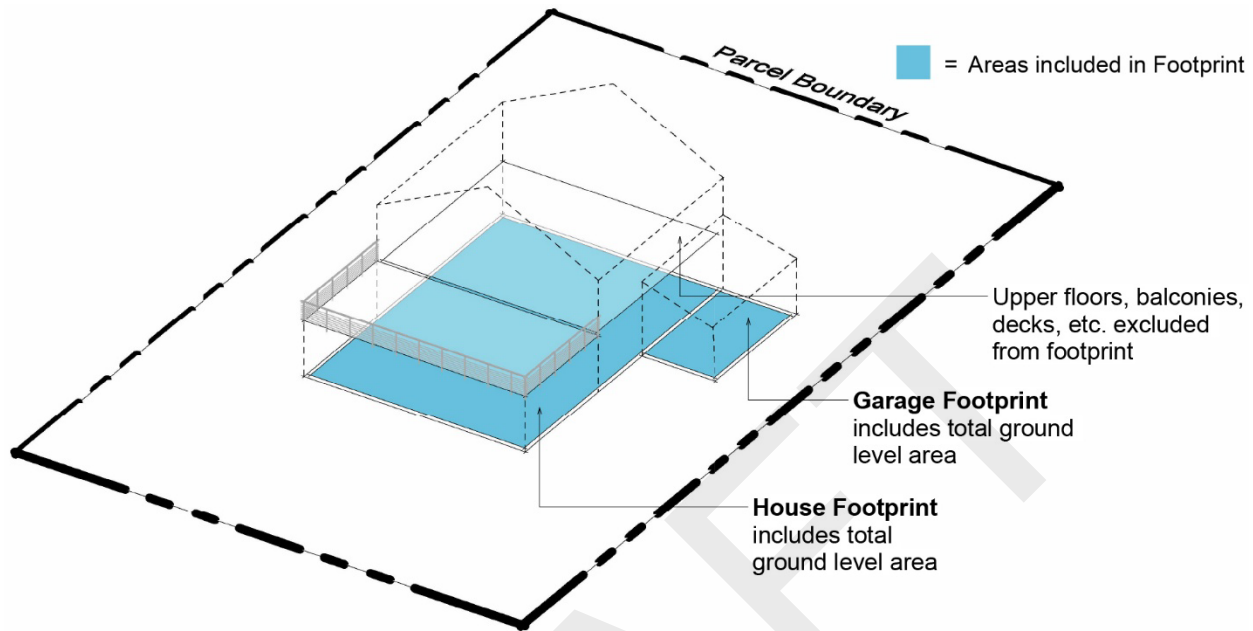 Parcel Boundary
= Areas included in Footprint
Upper floors, balconies,
decks, etc. excluded
from footprint
Garage Footprint
includes total ground
level area
House Footprint
includes total
ground level area